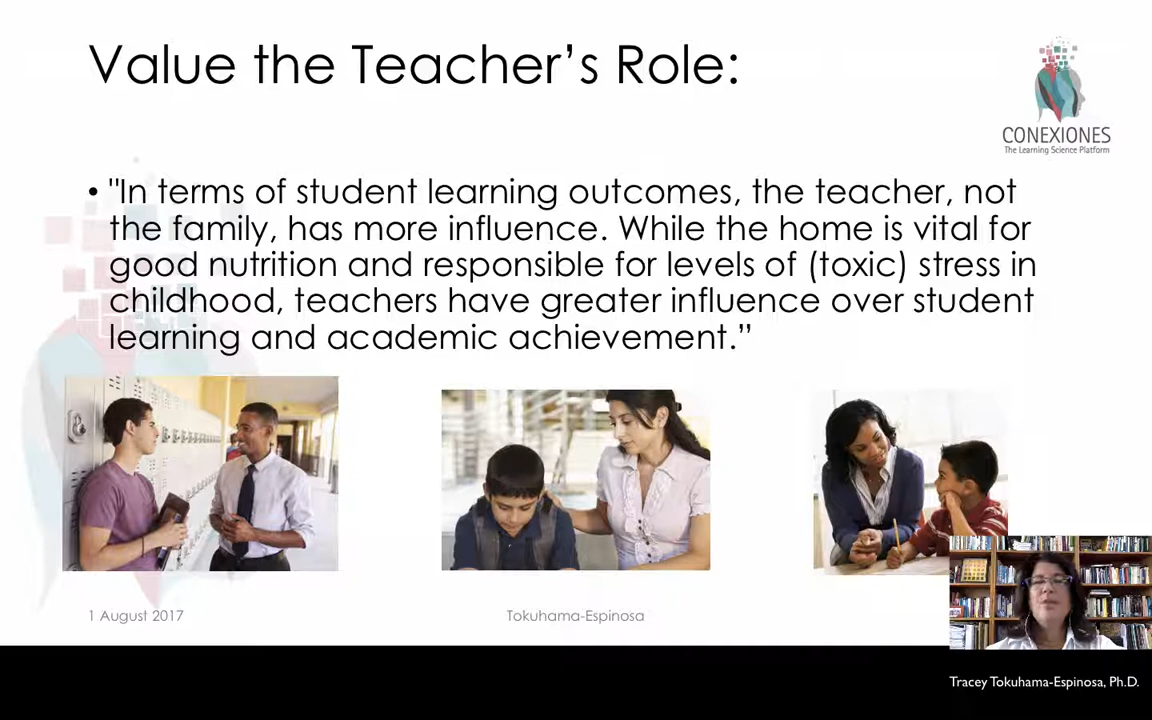 Value the Teacher’s Role:
CONEXIONES
The Learning Science Platform
• "In terms of student learning outcomes, the teacher, not
the family, has more influence. While the home is vital for
good nutrition and responsible for levels of (toxic) stress in
childhood, teachers have greater influence over student
learning and academic achievement.”
1 August 2017
Tokuhama-Espinosa
Tracey Tokuhama-Espinosa, Ph.D.